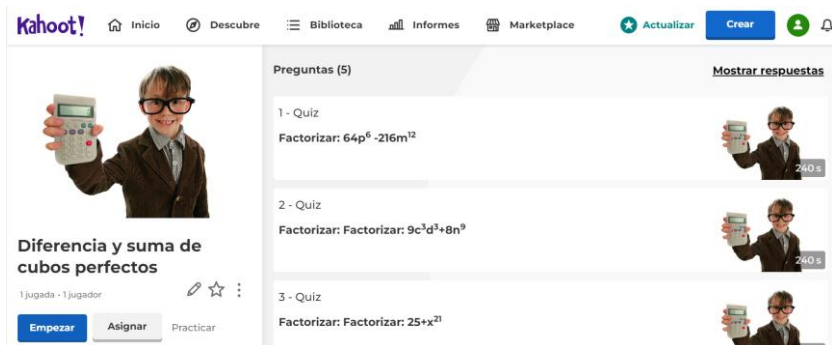 Kahoot!
Inicio
Descubre
Biblioteca
Informes
Marketplace
Actualizar
Crear
Preguntas (5)
Mostrar respuestas
1 - Quiz
Factorizar: 64p⁶ -216m¹²
240 s
2 - Quiz
Factorizar: Factorizar: 9c³d³+8n⁹
240 s
Diferencia y suma de
cubos perfectos
1 jugada · 1 jugador
Empezar
Asignar
Practicar
3 - Quiz
Factorizar: Factorizar: 25+x²¹